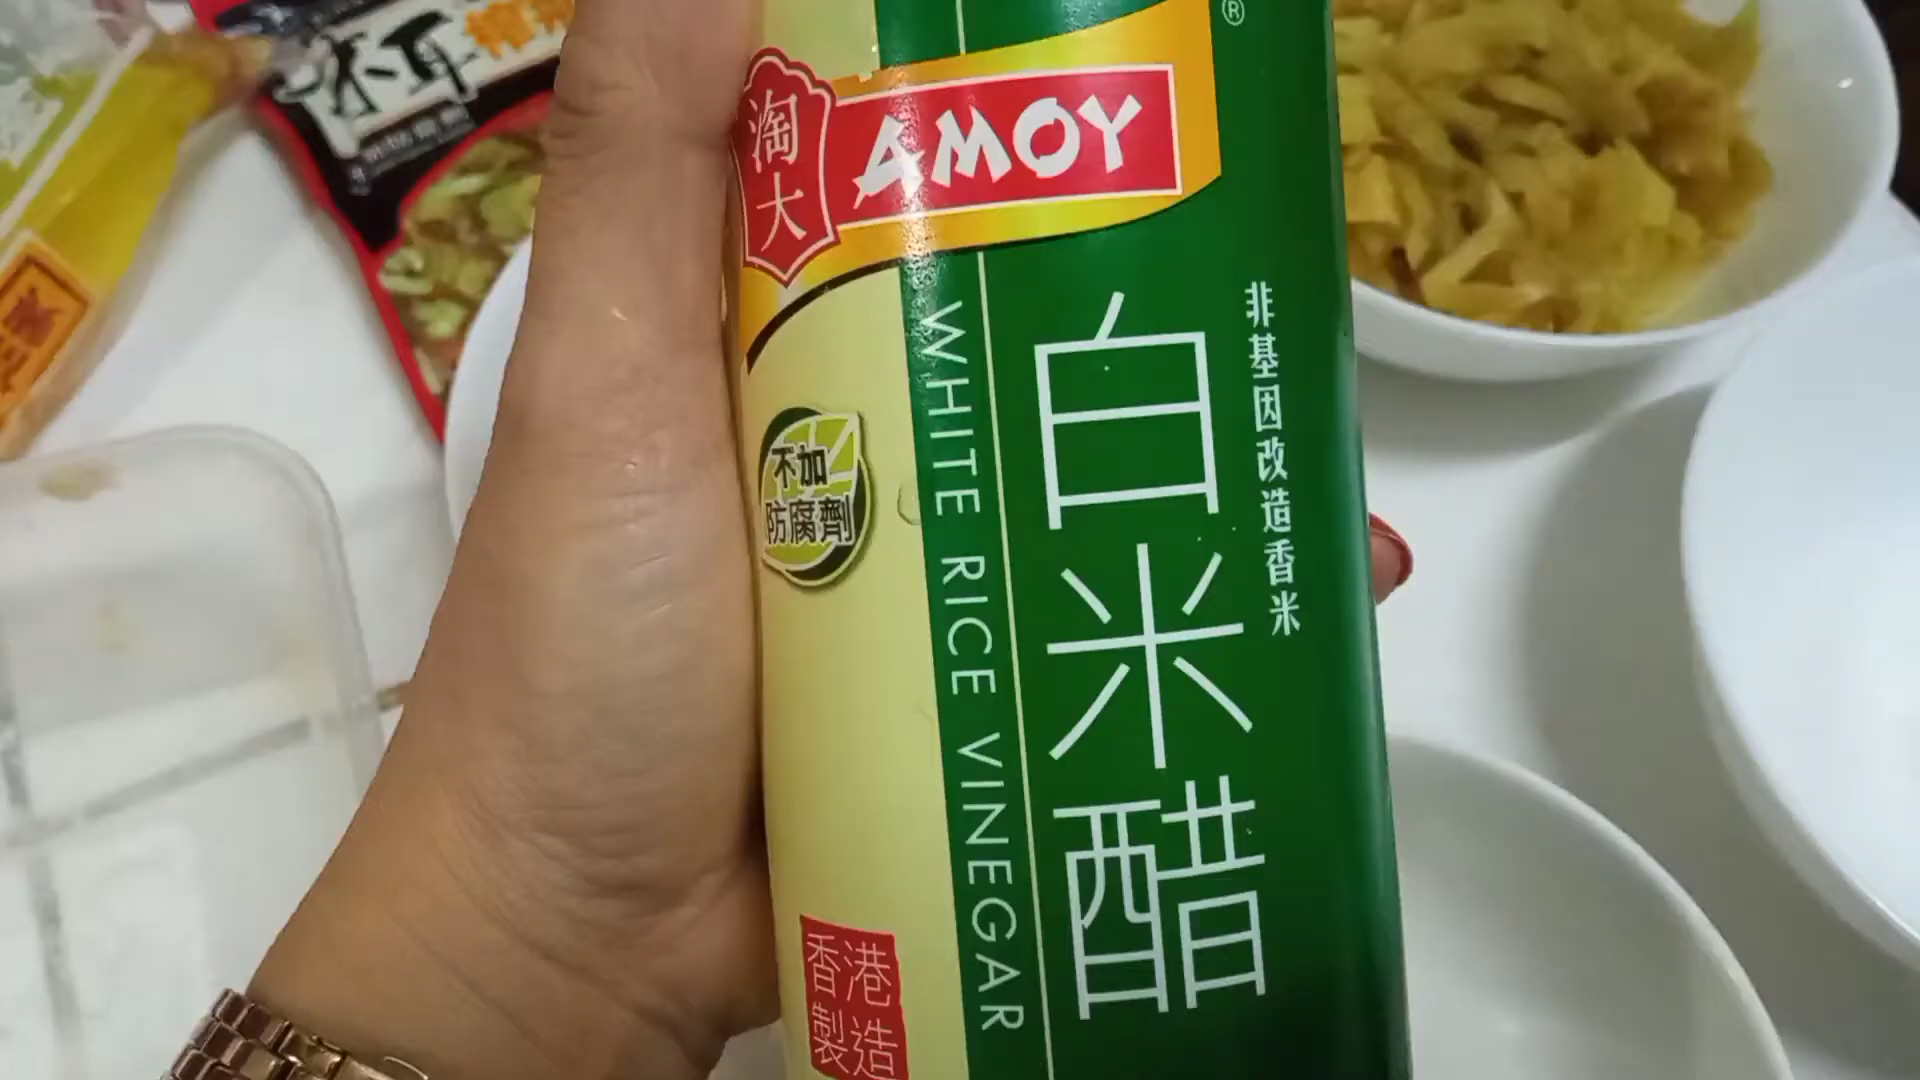 淘大
AMOY
®
非基因改造香米
白米醋
WHITE RICE VINEGAR
不加
防腐劑
香港
製造